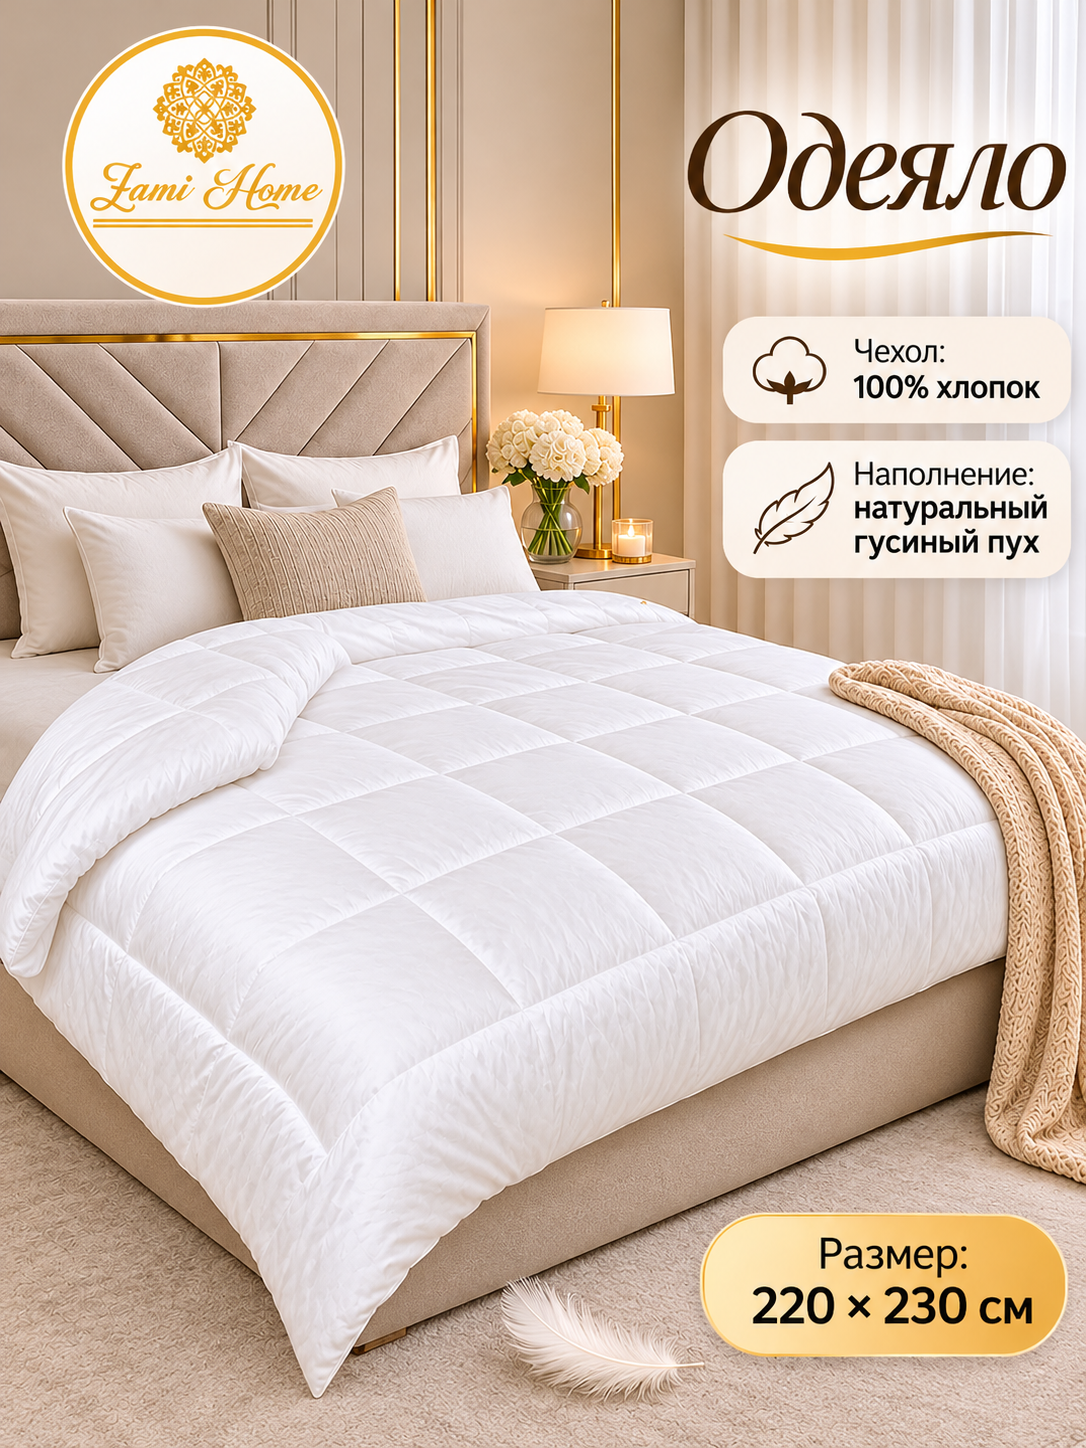 Zami Home
Одеяло
Чехол:
100% хлопок
Наполнение:
натуральный
гусиный пух
Размер:
220 × 230 см